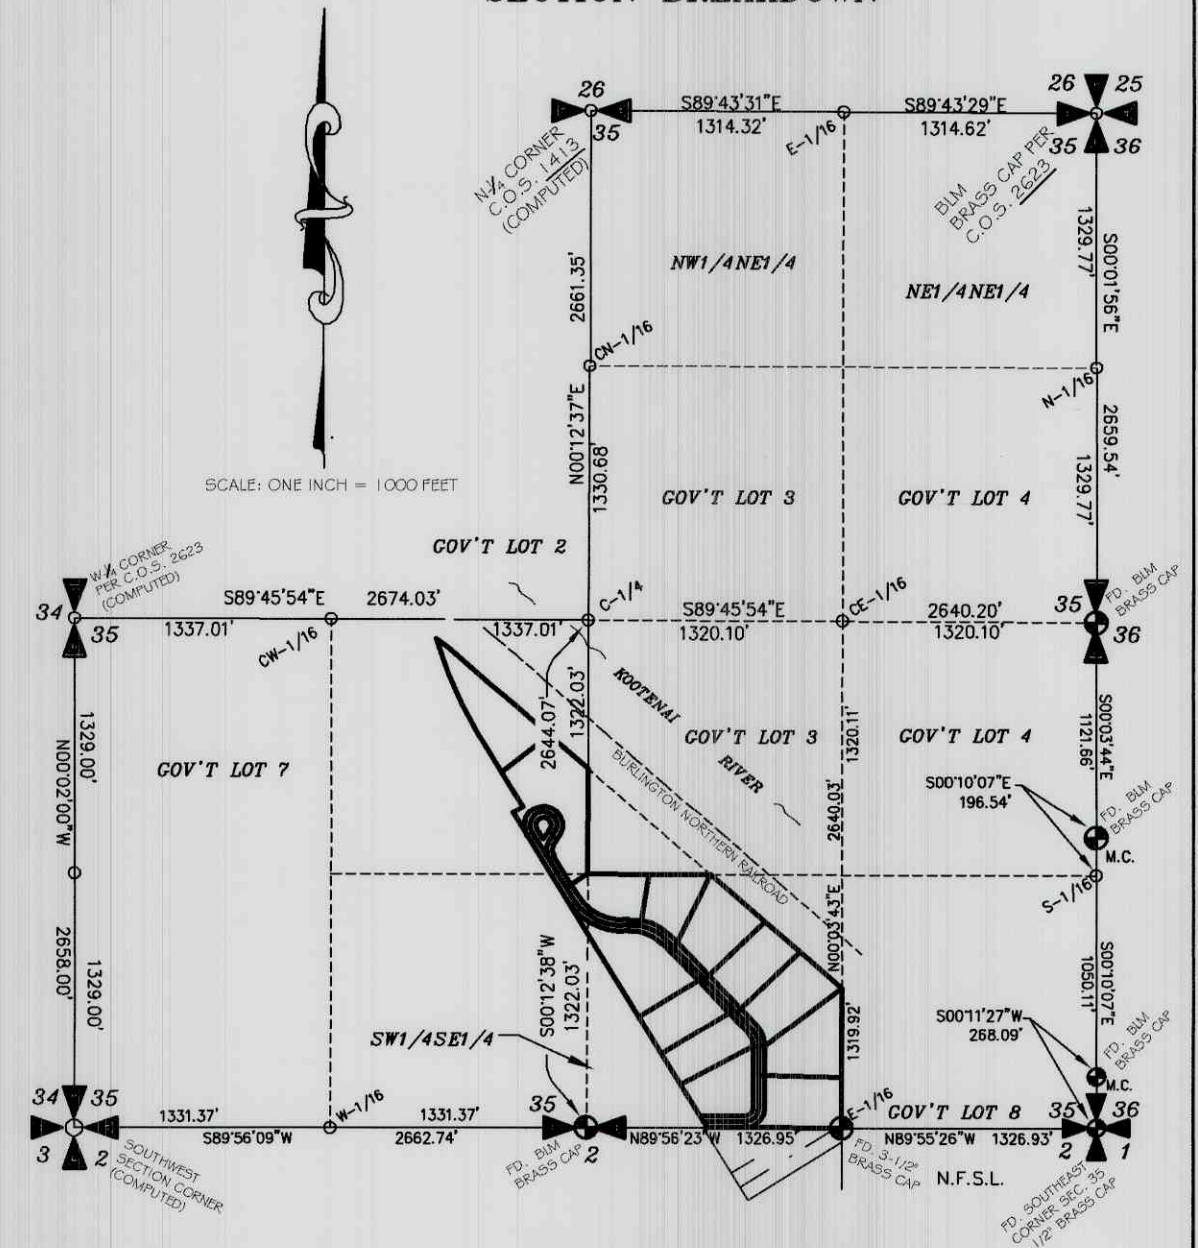 SECTION BREAKDOWN
26
35
S89°43'31"E
1314.32'
S89°43'29"E
1314.62'
26 25
35 36
E-1/16
N-¼ CORNER
C.O.S. 1413
(COMPUTED)
BLM
BRASS CAP PER
C.O.S. 2623
1329.77'
S00°01'56"E
NW1/4NE1/4
NE1/4NE1/4
2661.35'
CN-1/16
N-1/16
N00°12'37"E
1330.68'
2659.54'
1329.77'
SCALE: ONE INCH = 1000 FEET
GOV'T LOT 3
GOV'T LOT 4
GOV'T LOT 2
W-¼ CORNER
PER C.O.S. 2623
(COMPUTED)
34
35
S89°45'54"E
2674.03'
1337.01'
CW-1/16
1337.01'
C-1/4
S89°45'54"E
1320.10'
CE-1/16
2640.20'
1320.10'
35
36
FD. BLM
BRASS CAP
1329.00'
N00°02'00"W
GOV'T LOT 7
2644.07'
1322.03'
KOOTENAI
RIVER
GOV'T LOT 3
BURLINGTON NORTHERN RAILROAD
1320.11'
2640.03'
GOV'T LOT 4
S00°03'44"E
1121.66'
S00°10'07"E
196.54'
FD. BLM
BRASS CAP
M.C.
S-1/16
N00°03'43"E
2658.00'
1329.00'
S00°12'38"W
1322.03'
SW1/4SE1/4
1319.92'
S00°10'07"E
1050.11'
S00°11'27"W
268.09'
FD. BLM
BRASS CAP
M.C.
34 35
3 2
1331.37'
S89°56'09"W
W-1/16
1331.37'
2662.74'
35
2
N89°56'23"W
1326.95'
E-1/16
GOV'T LOT 8
N89°55'26"W
1326.93'
35 36
2 1
SOUTHWEST
SECTION CORNER
(COMPUTED)
FD. BLM
BRASS CAP
FD. 3-1/2"
BRASS CAP
N.F.S.L.
FD. SOUTHEAST
CORNER SEC. 35
1/2" BRASS CAP